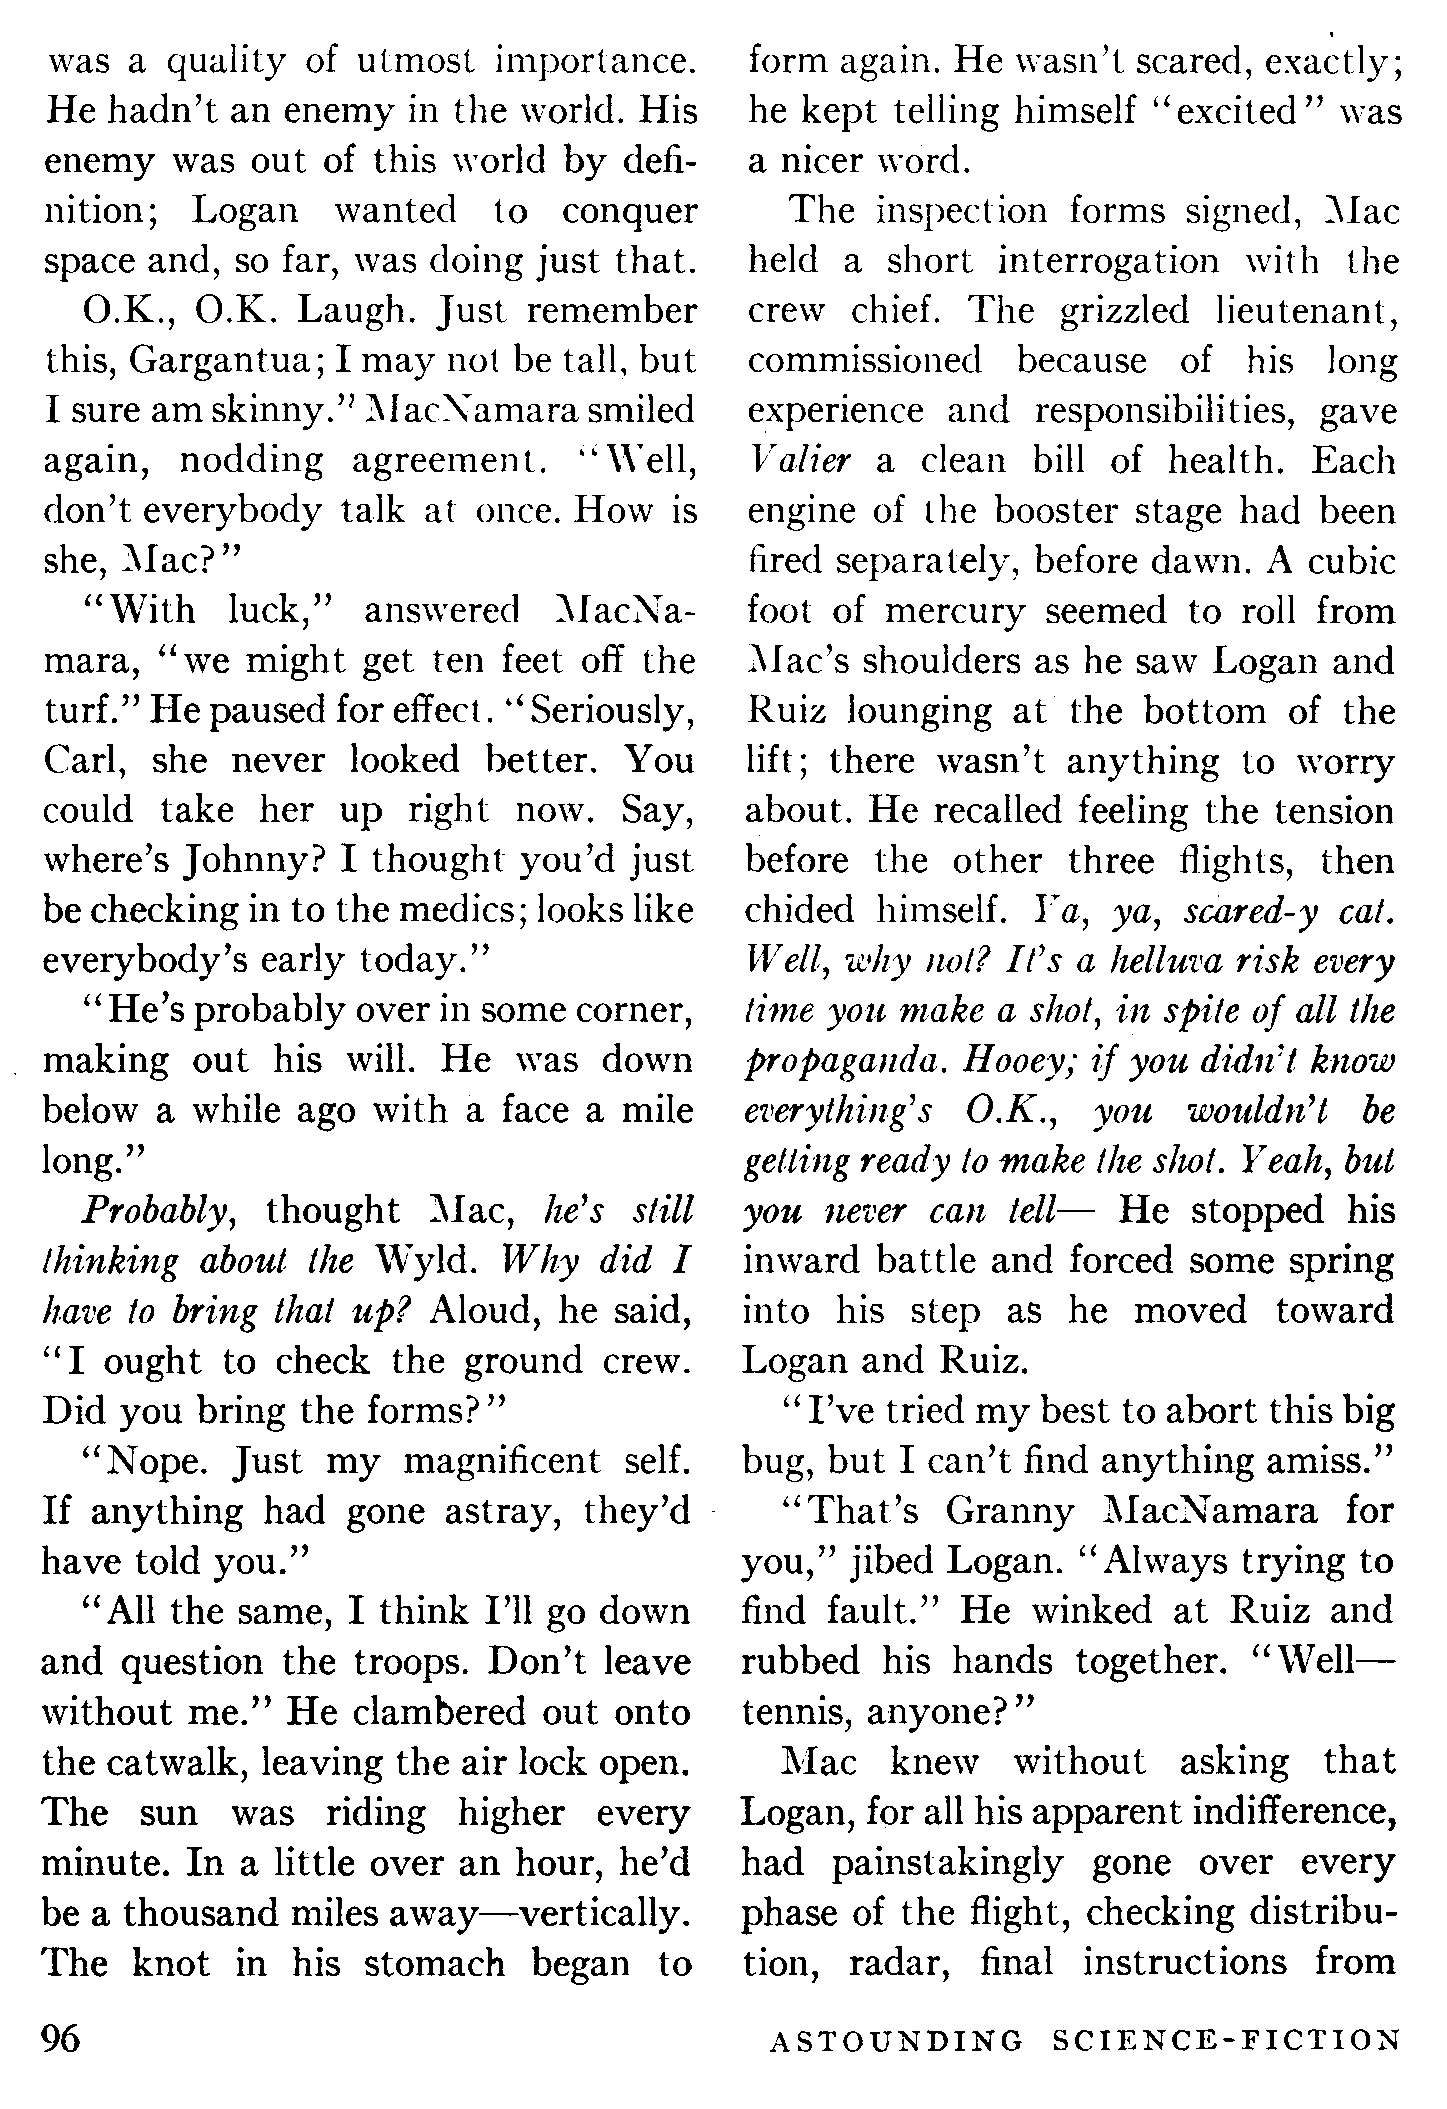 was a quality of utmost importance.
He hadn't an enemy in the world. His
enemy was out of this world by defi-
nition; Logan wanted to conquer
space and, so far, was doing just that.
O.K., O.K. Laugh. Just remember
this, Gargantua; I may not be tall, but
I sure am skinny." MacNamara smiled
again, nodding agreement. "Well,
don't everybody talk at once. How is
she, Mac?"
"With luck," answered MacNa-
mara, "we might get ten feet off the
turf." He paused for effect. "Seriously,
Carl, she never looked better. You
could take her up right now. Say,
where's Johnny? I thought you'd just
be checking in to the medics; looks like
everybody's early today."
"He's probably over in some corner,
making out his will. He was down
below a while ago with a face a mile
long."
Probably, thought Mac, he's still
thinking about the Wyld. Why did I
have to bring that up? Aloud, he said,
"I ought to check the ground crew.
Did you bring the forms?"
"Nope. Just my magnificent self.
If anything had gone astray, they'd
have told you."
"All the same, I think I'll go down
and question the troops. Don't leave
without me." He clambered out onto
the catwalk, leaving the air lock open.
The sun was riding higher every
minute. In a little over an hour, he'd
be a thousand miles away—vertically.
The knot in his stomach began to
form again. He wasn't scared, exactly;
he kept telling himself "excited" was
a nicer word.
The inspection forms signed, Mac
held a short interrogation with the
crew chief. The grizzled lieutenant,
commissioned because of his long
experience and responsibilities, gave
Valier a clean bill of health. Each
engine of the booster stage had been
fired separately, before dawn. A cubic
foot of mercury seemed to roll from
Mac's shoulders as he saw Logan and
Ruiz lounging at the bottom of the
lift; there wasn't anything to worry
about. He recalled feeling the tension
before the other three flights, then
chided himself. Ya, ya, scared-y cat.
Well, why not? It's a helluva risk every
time you make a shot, in spite of all the
propaganda. Hooey; if you didn't know
everything's O.K., you wouldn't be
getting ready to make the shot. Yeah, but
you never can tell— He stopped his
inward battle and forced some spring
into his step as he moved toward
Logan and Ruiz.
"I've tried my best to abort this big
bug, but I can't find anything amiss."
"That's Granny MacNamara for
you," jibed Logan. "Always trying to
find fault." He winked at Ruiz and
rubbed his hands together. "Well—
tennis, anyone?"
Mac knew without asking that
Logan, for all his apparent indifference,
had painstakingly gone over every
phase of the flight, checking distribu-
tion, radar, final instructions from
96
ASTOUNDING SCIENCE-FICTION